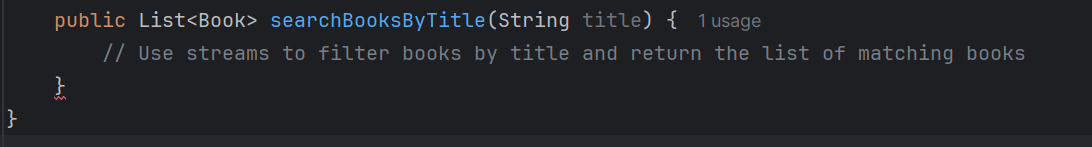 public List<Book> searchBooksByTitle(String title) { 1 usage
// Use streams to filter books by title and return the list of matching books
}
}